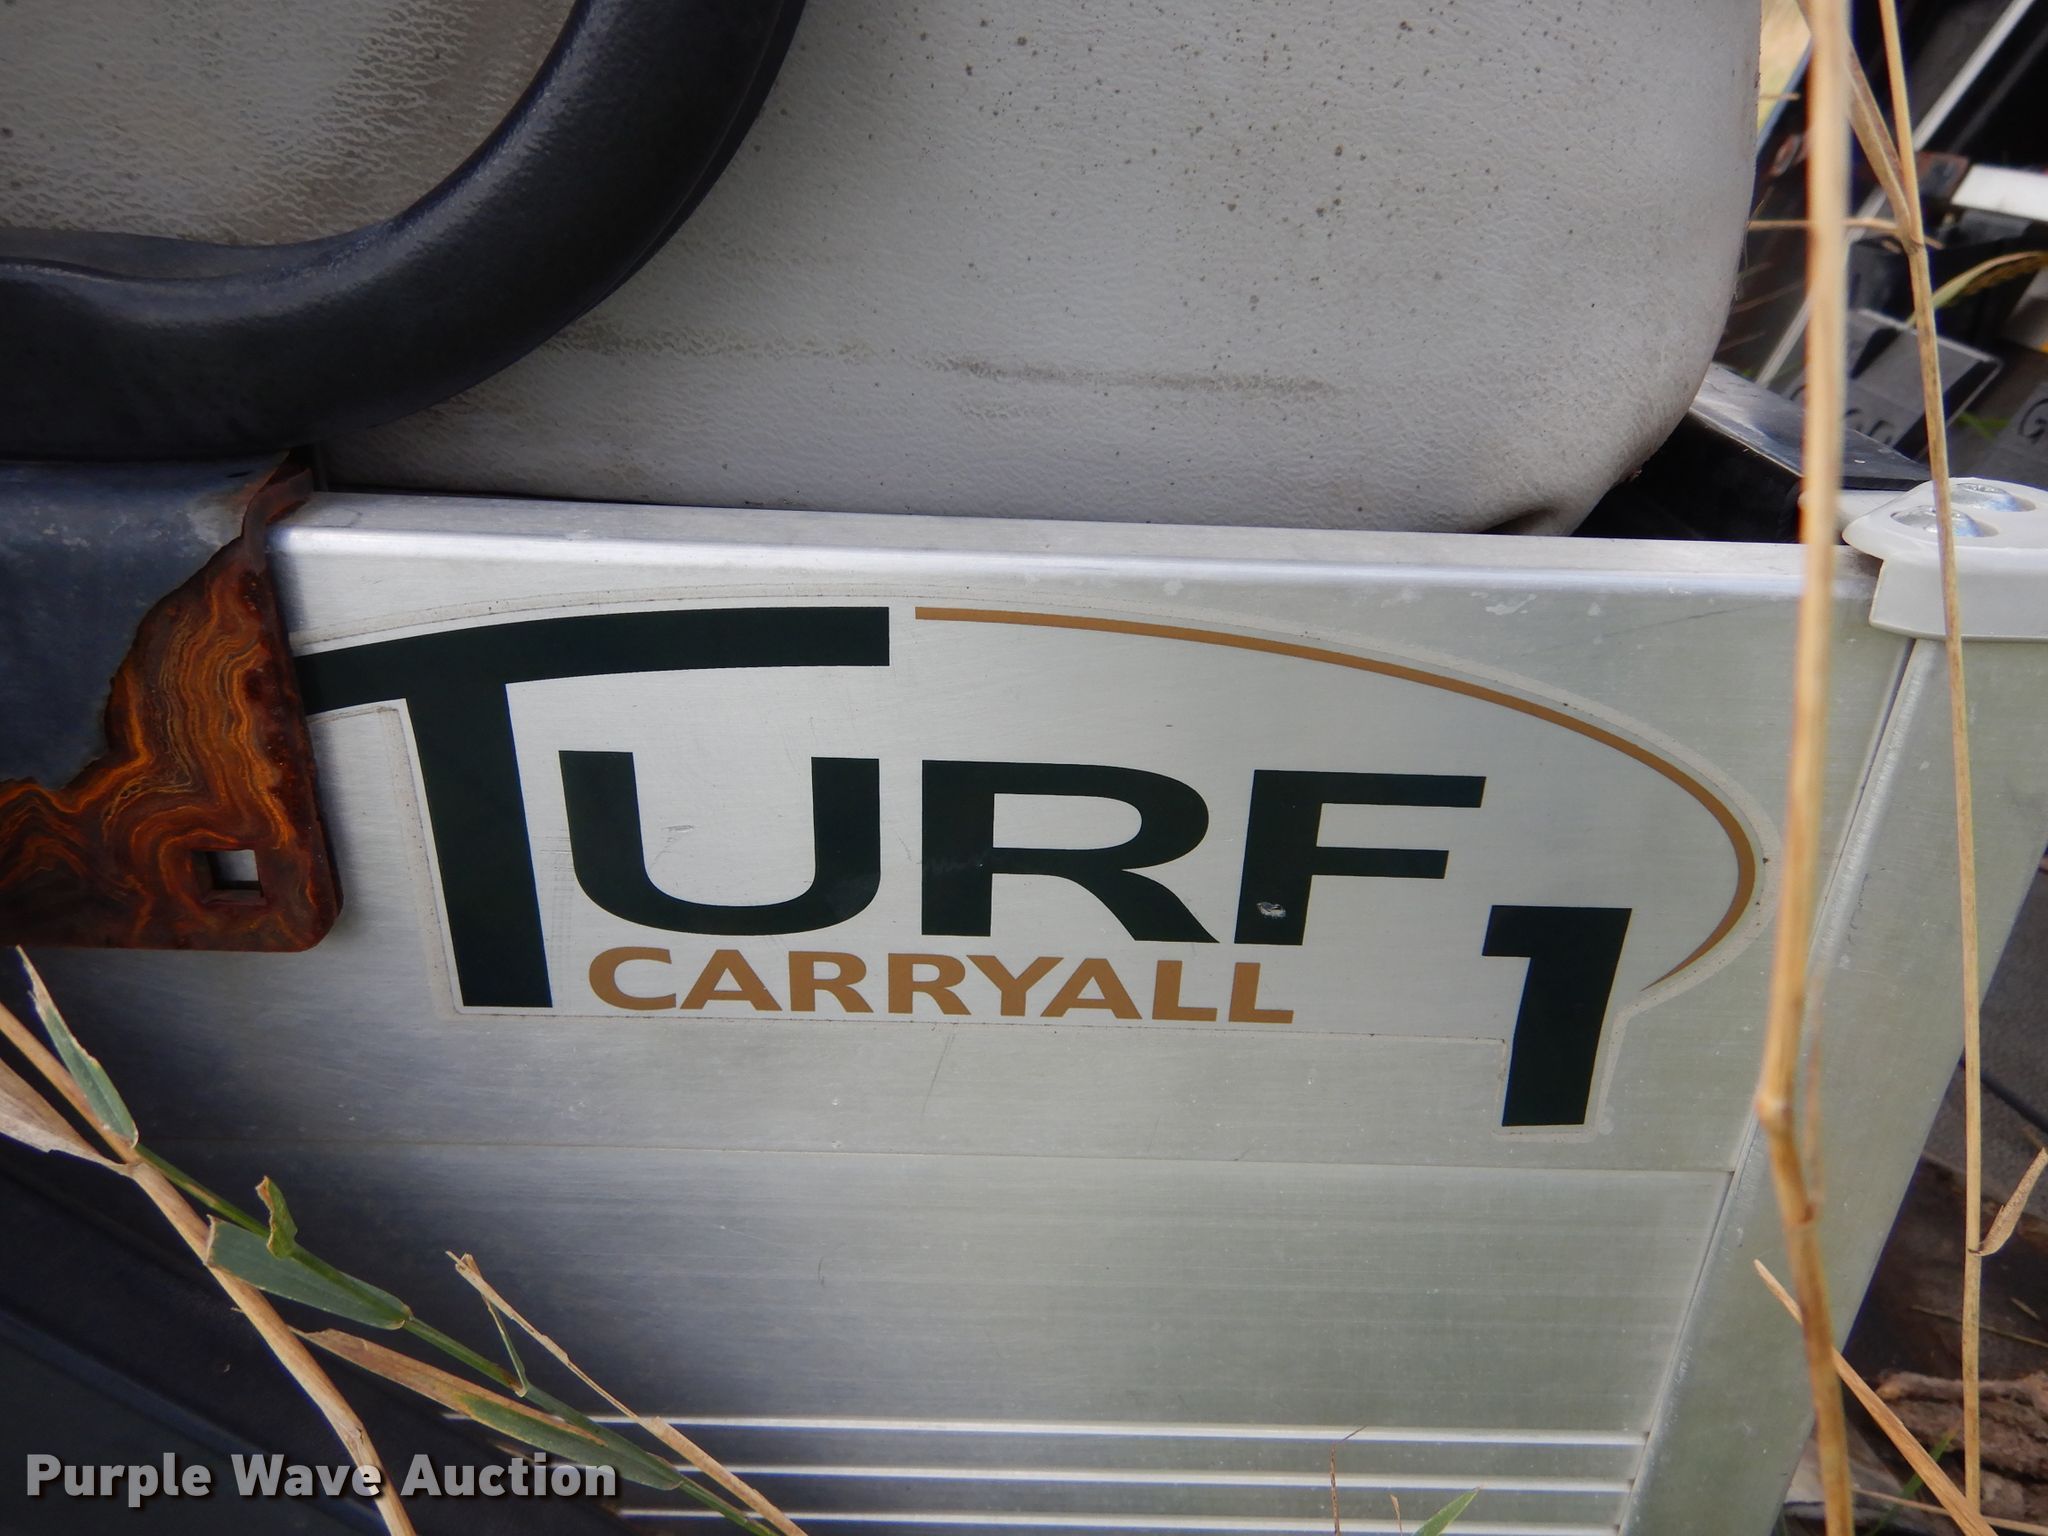 TURF 1
CARRYALL
Purple Wave Auction